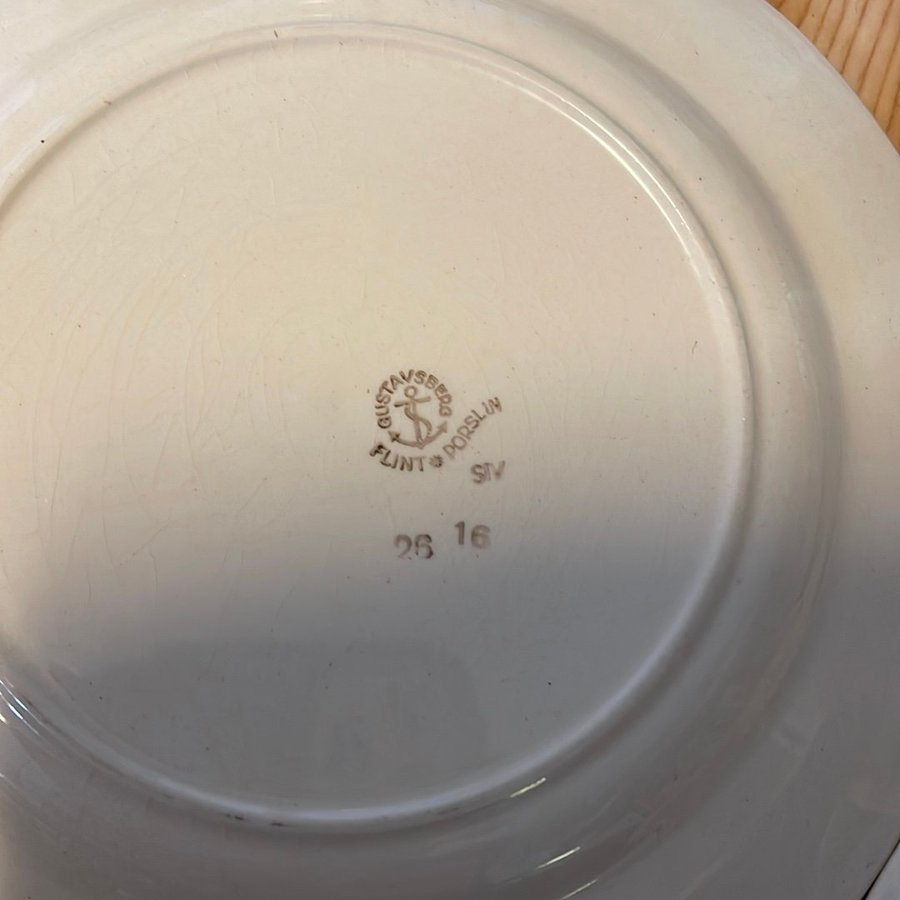 GUSTAVSBERG
FLINT * PORSLIN
SIV
26 16